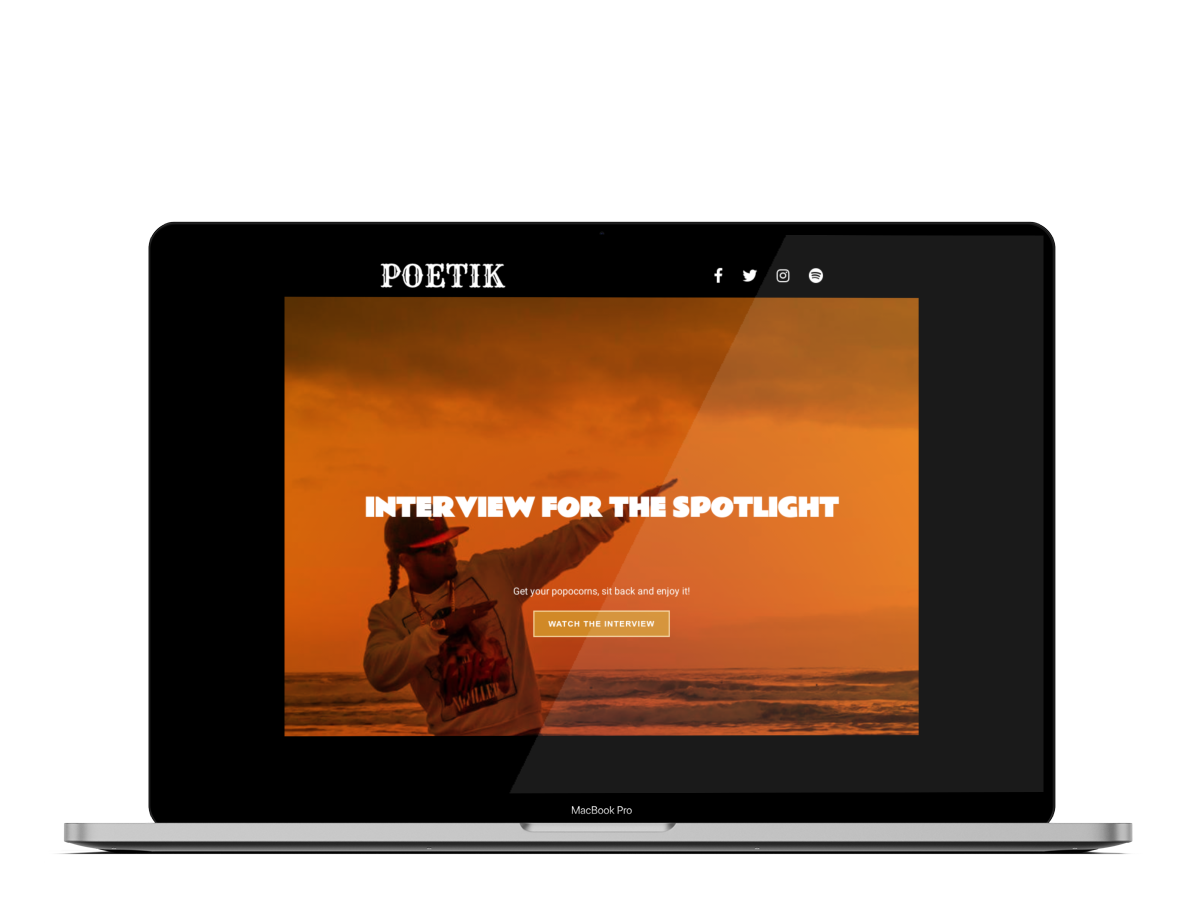 POETIK
INTERVIEW FOR THE SPOTLIGHT
Get your popocorns, sit back and enjoy it!
WATCH THE INTERVIEW
MacBook Pro